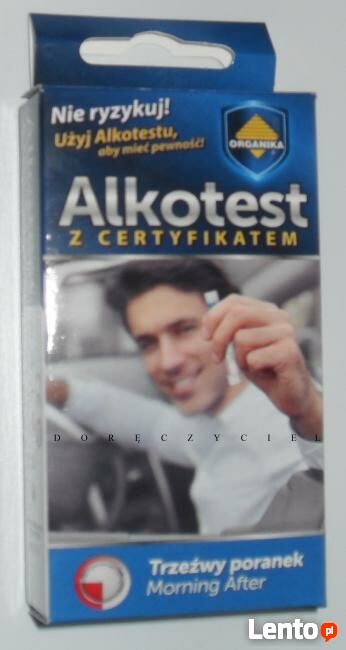 Nie ryzykuj!
Użyj Alkotestu,
aby mieć pewność!
ORGANIKA
Alkotest
Z CERTYFIKATEM
DORĘCZYCIEL
Trzeźwy poranek
Morning After
Lento.pl